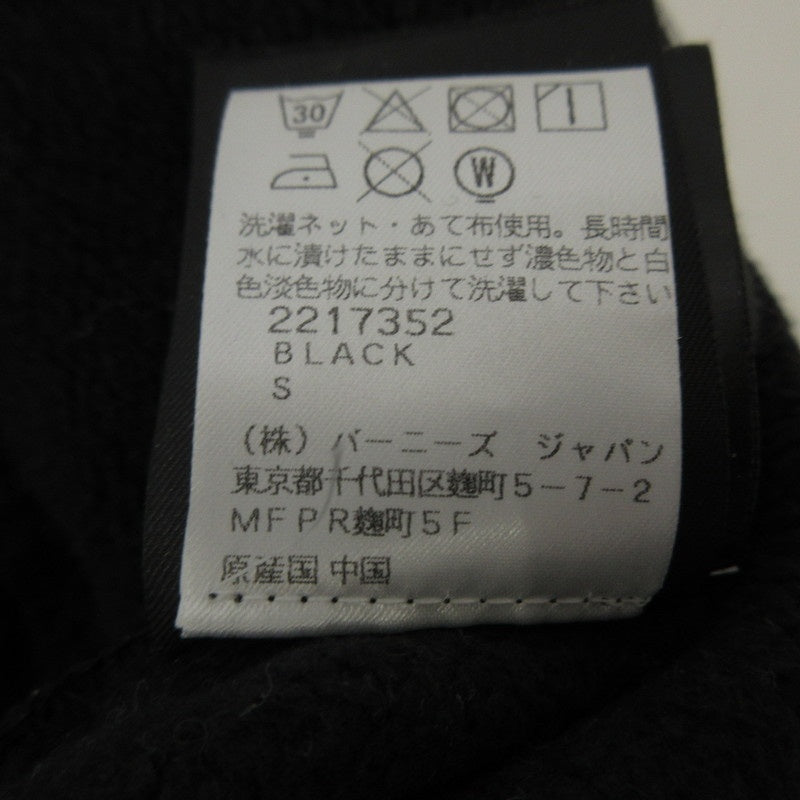 30
W
洗濯ネット・あて布使用。長時間
水に漬けたままにせず濃色物と白
色淡色物に分けて洗濯して下さい
2217352
BLACK
S
(株) バーニーズ ジャパン
東京都千代田区麹町5-7-2
MFPR麹町5F
原産国 中国